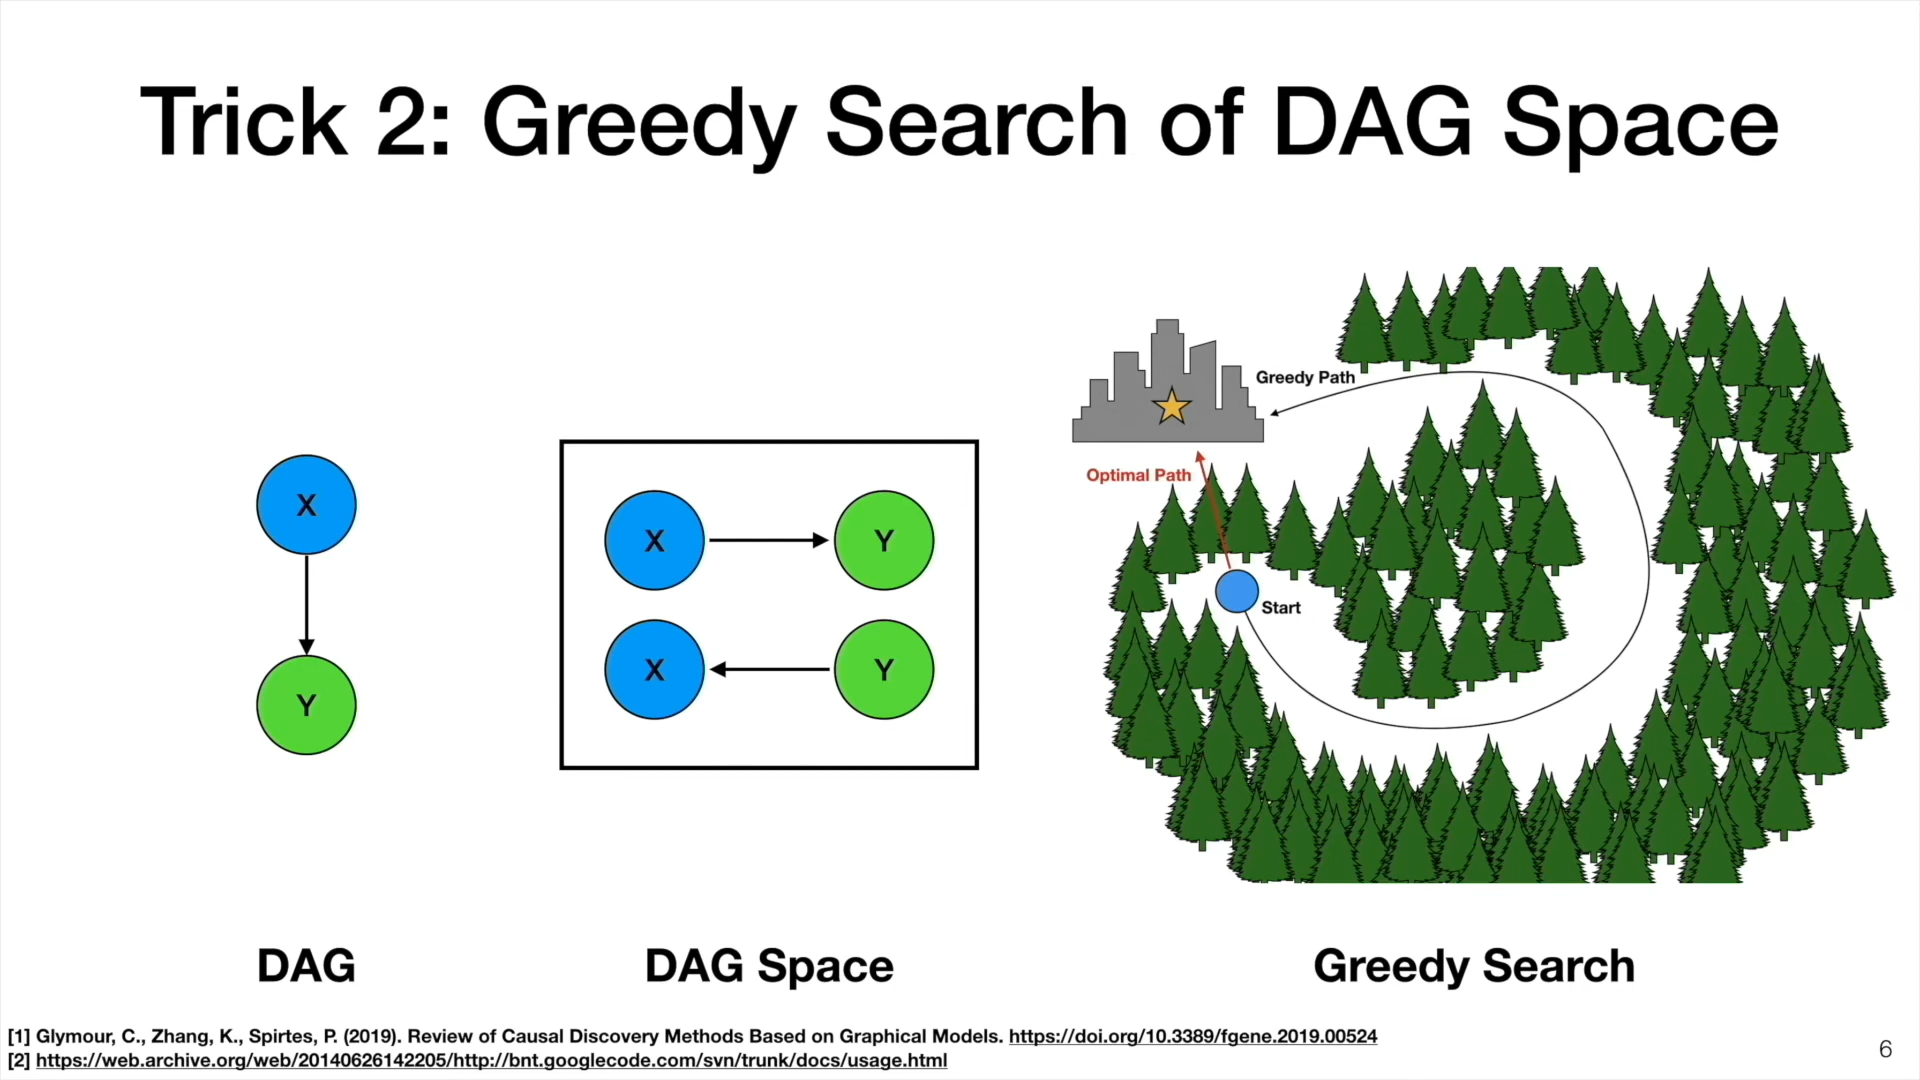 Trick 2: Greedy Search of DAG Space
X
Y
X
Y
X
Y
Greedy Path
Optimal Path
Start
DAG
DAG Space
Greedy Search
[1] Glymour, C., Zhang, K., Spirtes, P. (2019). Review of Causal Discovery Methods Based on Graphical Models. https://doi.org/10.3389/fgene.2019.00524
[2] https://web.archive.org/web/20140626142205/http://bnt.googlecode.com/svn/trunk/docs/usage.html
6